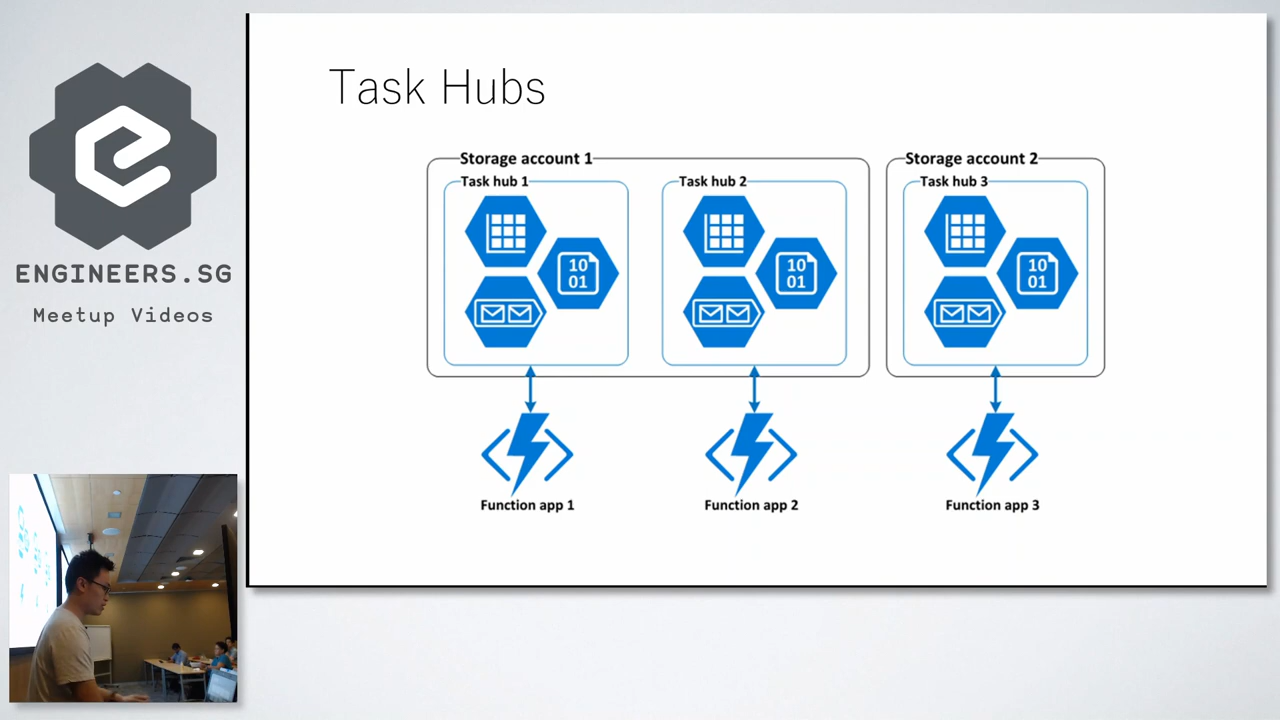 ENGINEERS.SG
Meetup Videos
Task Hubs
Storage account 1
Storage account 2
Task hub 1
Task hub 2
Task hub 3
10
01
10
01
10
01
Function app 1
Function app 2
Function app 3